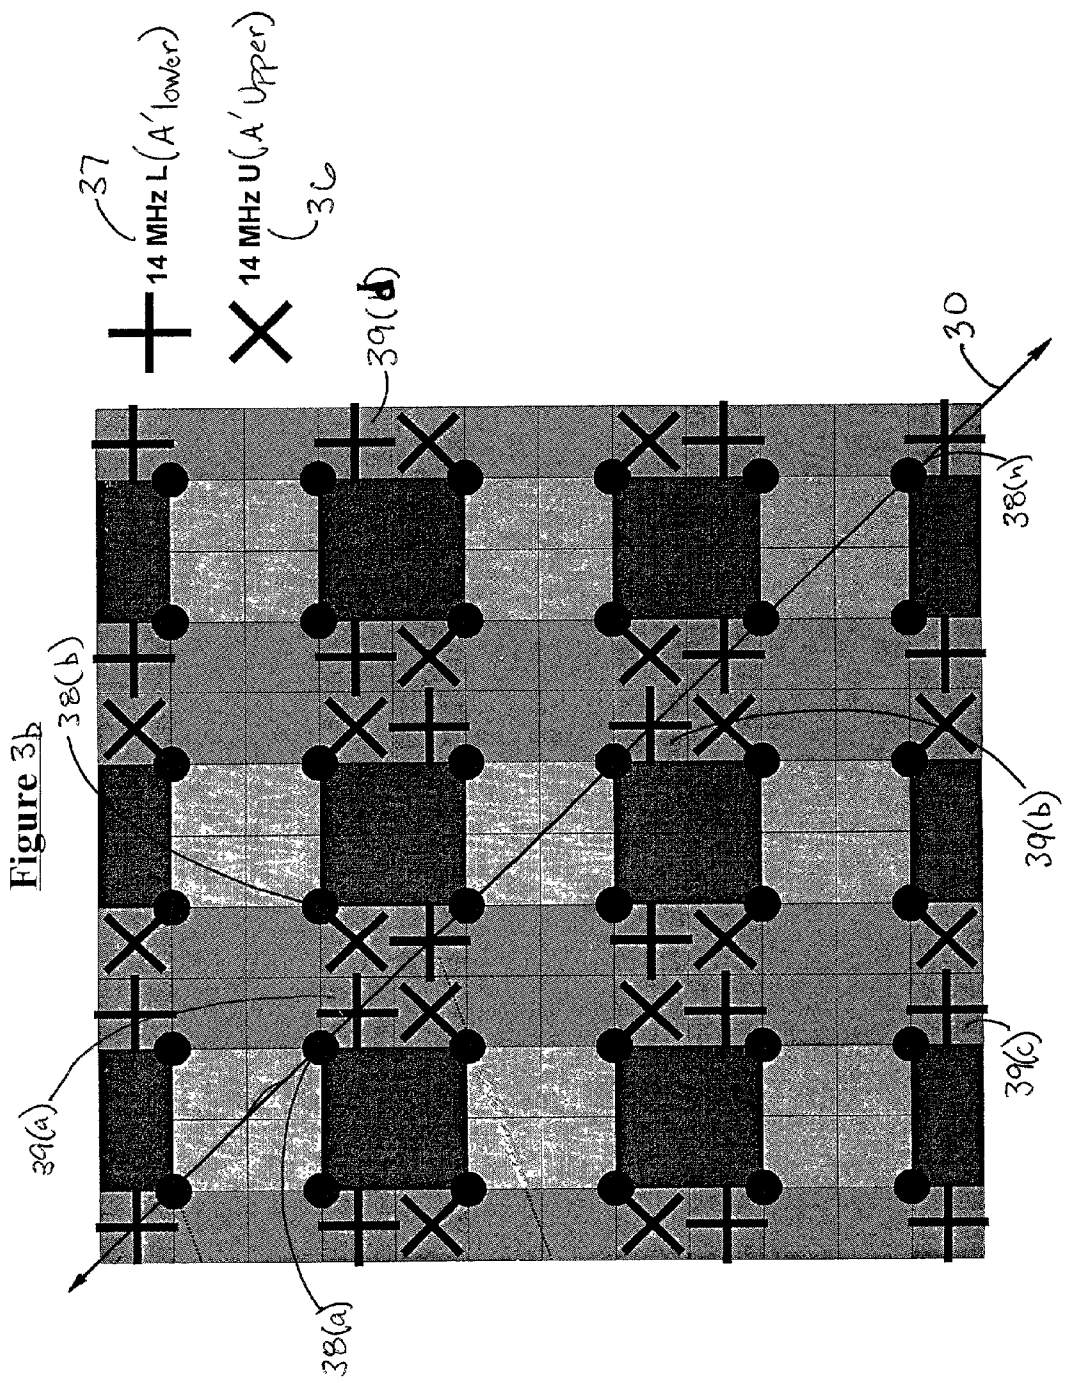 Figure 3b
37
14 MHz L (A' lower)
14 MHz U (A' Upper)
36
39(d)
30
38(b)
38(n)
39(a)
39(b)
39(c)
38(a)